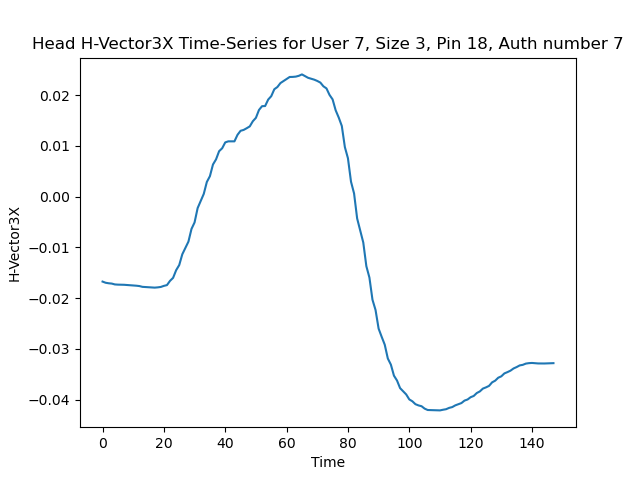 Head H-Vector3X Time-Series for User 7, Size 3, Pin 18, Auth number 7
0.02
0.01
0.00
−0.01
−0.02
−0.03
−0.04
H-Vector3X
0 20 40 60 80 100 120 140
Time